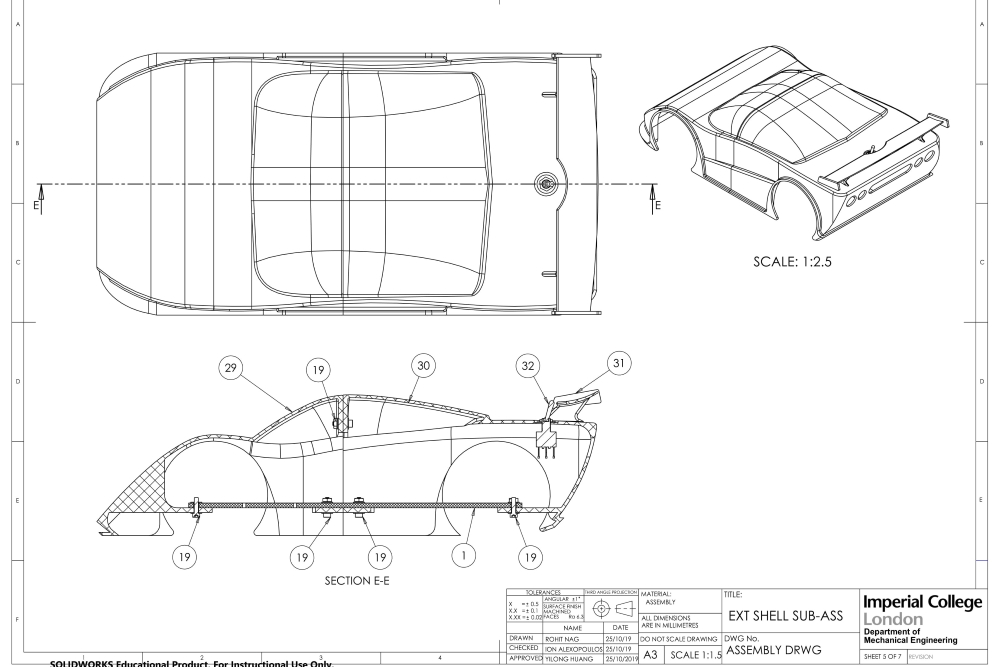 A
A
B
B
C
C
D
D
E
E
F
E
E
SCALE: 1:2.5
29
19
30
32
31
19
19
19
1
19
SECTION E-E
TOLERANCES
X =± 0.5
X.X =± 0.1
X.XX =± 0.02
ANGULAR ±1°
SURFACE FINISH
MACHINED
FACES Ra 6.3
THIRD ANGLE PROJECTION
MATERIAL:
ASSEMBLY
ALL DIMENSIONS
ARE IN MILLIMETRES
TITLE:
EXT SHELL SUB-ASS
Imperial College
London
Department of
Mechanical Engineering
NAME DATE
DRAWN ROHIT NAG 25/10/19
DO NOT SCALE DRAWING
DWG No.
CHECKED ION ALEXOPOULOS 25/10/19
APPROVED YILONG HUANG 25/10/2019
A3 SCALE 1:1.5
ASSEMBLY DRWG
SHEET 5 OF 7 REVISION
2
3
4
SOLIDWORKS Educational Product. For Instructional Use Only.